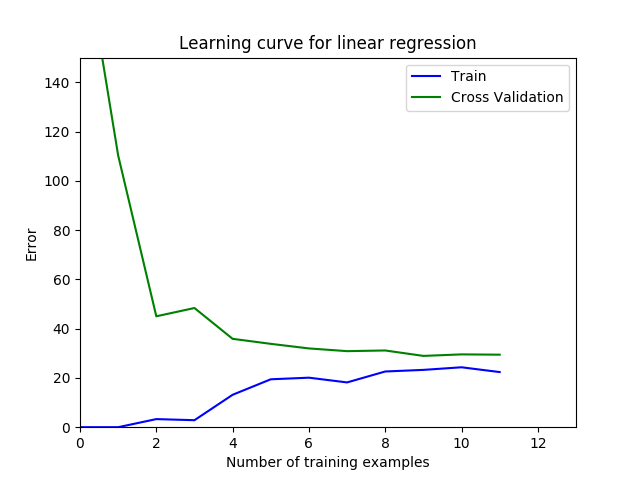 Learning curve for linear regression
Train
Cross Validation
140
120
100
80
60
40
20
0
Error
0 2 4 6 8 10 12
Number of training examples